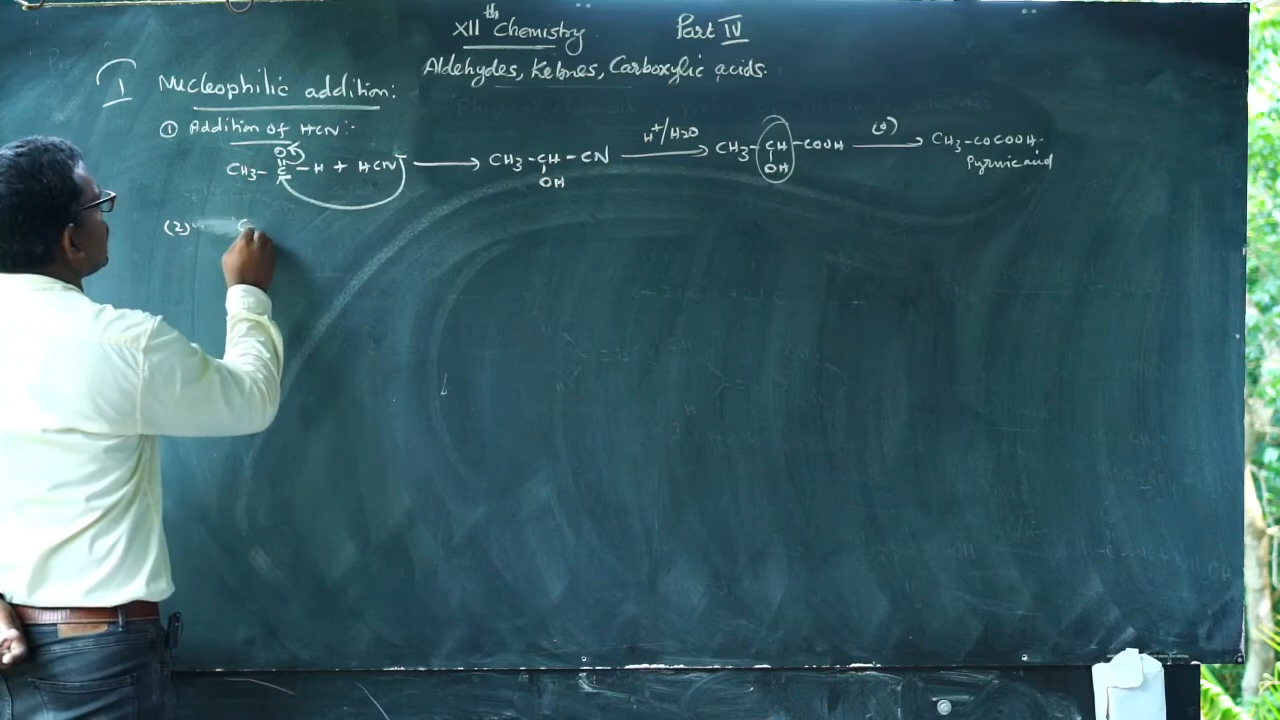 XIIth Chemistry Part IV
Aldehydes, Ketones, Carboxylic acids.
I Nucleophilic addition:
① Addition of HCN:-
O
CH3-C-H + HCN → CH3-CH-CN H+/H2O → CH3-CH-COOH (O) → CH3-COCOOH.
OH OH Pyruvic acid
(2) C